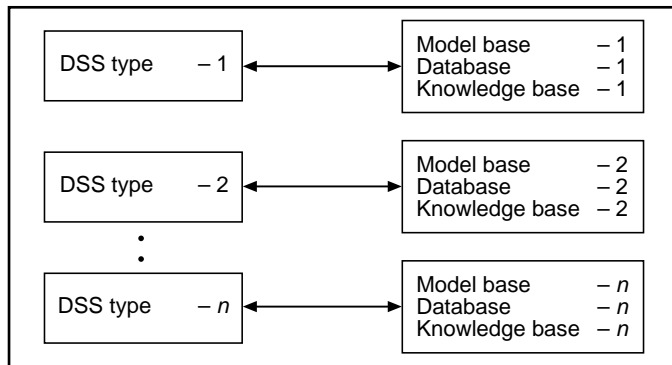 DSS type – 1
Model base – 1
Database – 1
Knowledge base – 1
DSS type – 2
Model base – 2
Database – 2
Knowledge base – 2
DSS type – n
Model base – n
Database – n
Knowledge base – n